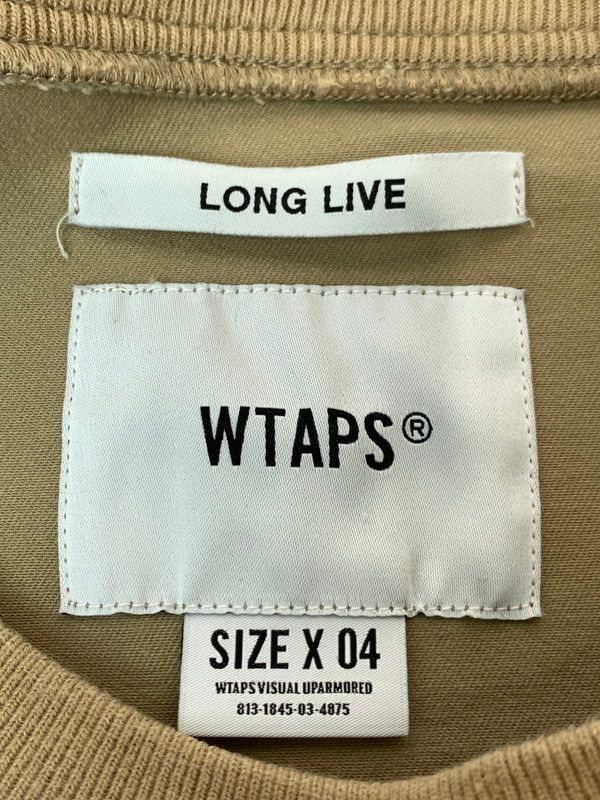 LONG LIVE
WTAPS®
SIZE X 04
WTAPS VISUAL UPARMORED
813-1845-03-4875